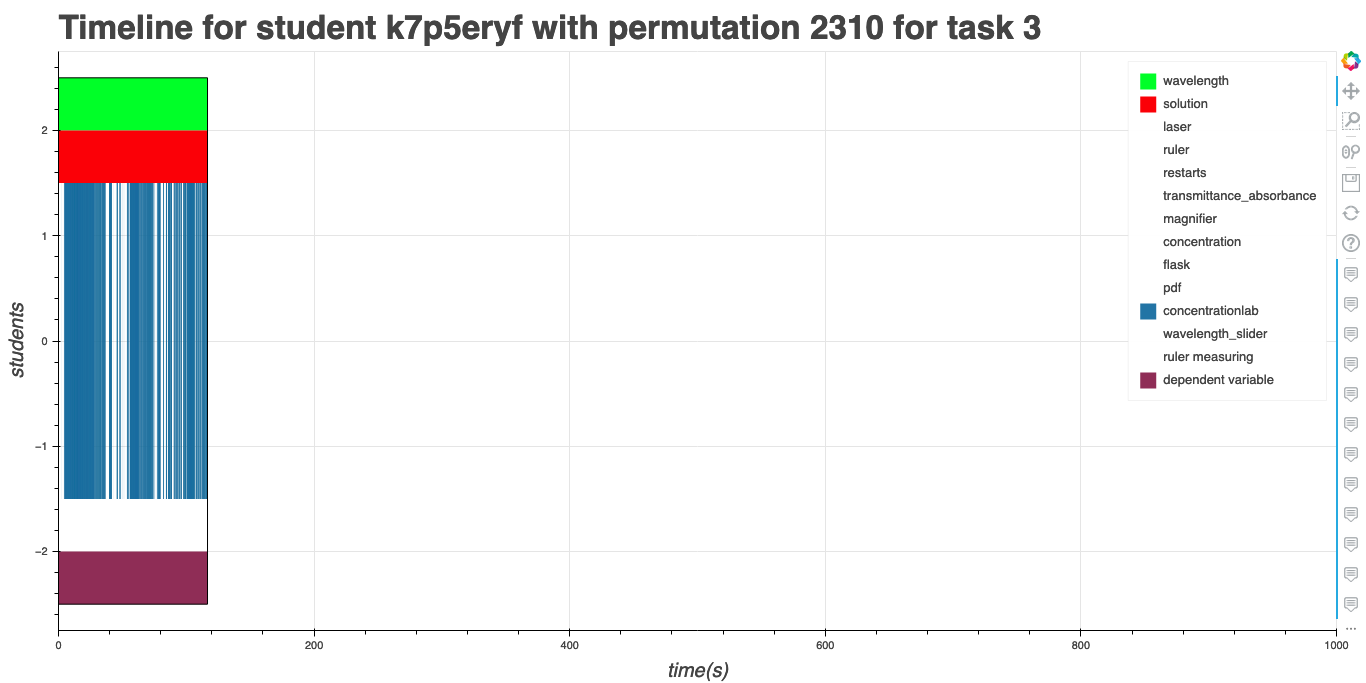 Timeline for student k7p5eryf with permutation 2310 for task 3
students
2
1
0
−1
−2
0
200
400
600
800
1000
time(s)
wavelength
solution
laser
ruler
restarts
transmittance_absorbance
magnifier
concentration
flask
pdf
concentrationlab
wavelength_slider
ruler measuring
dependent variable